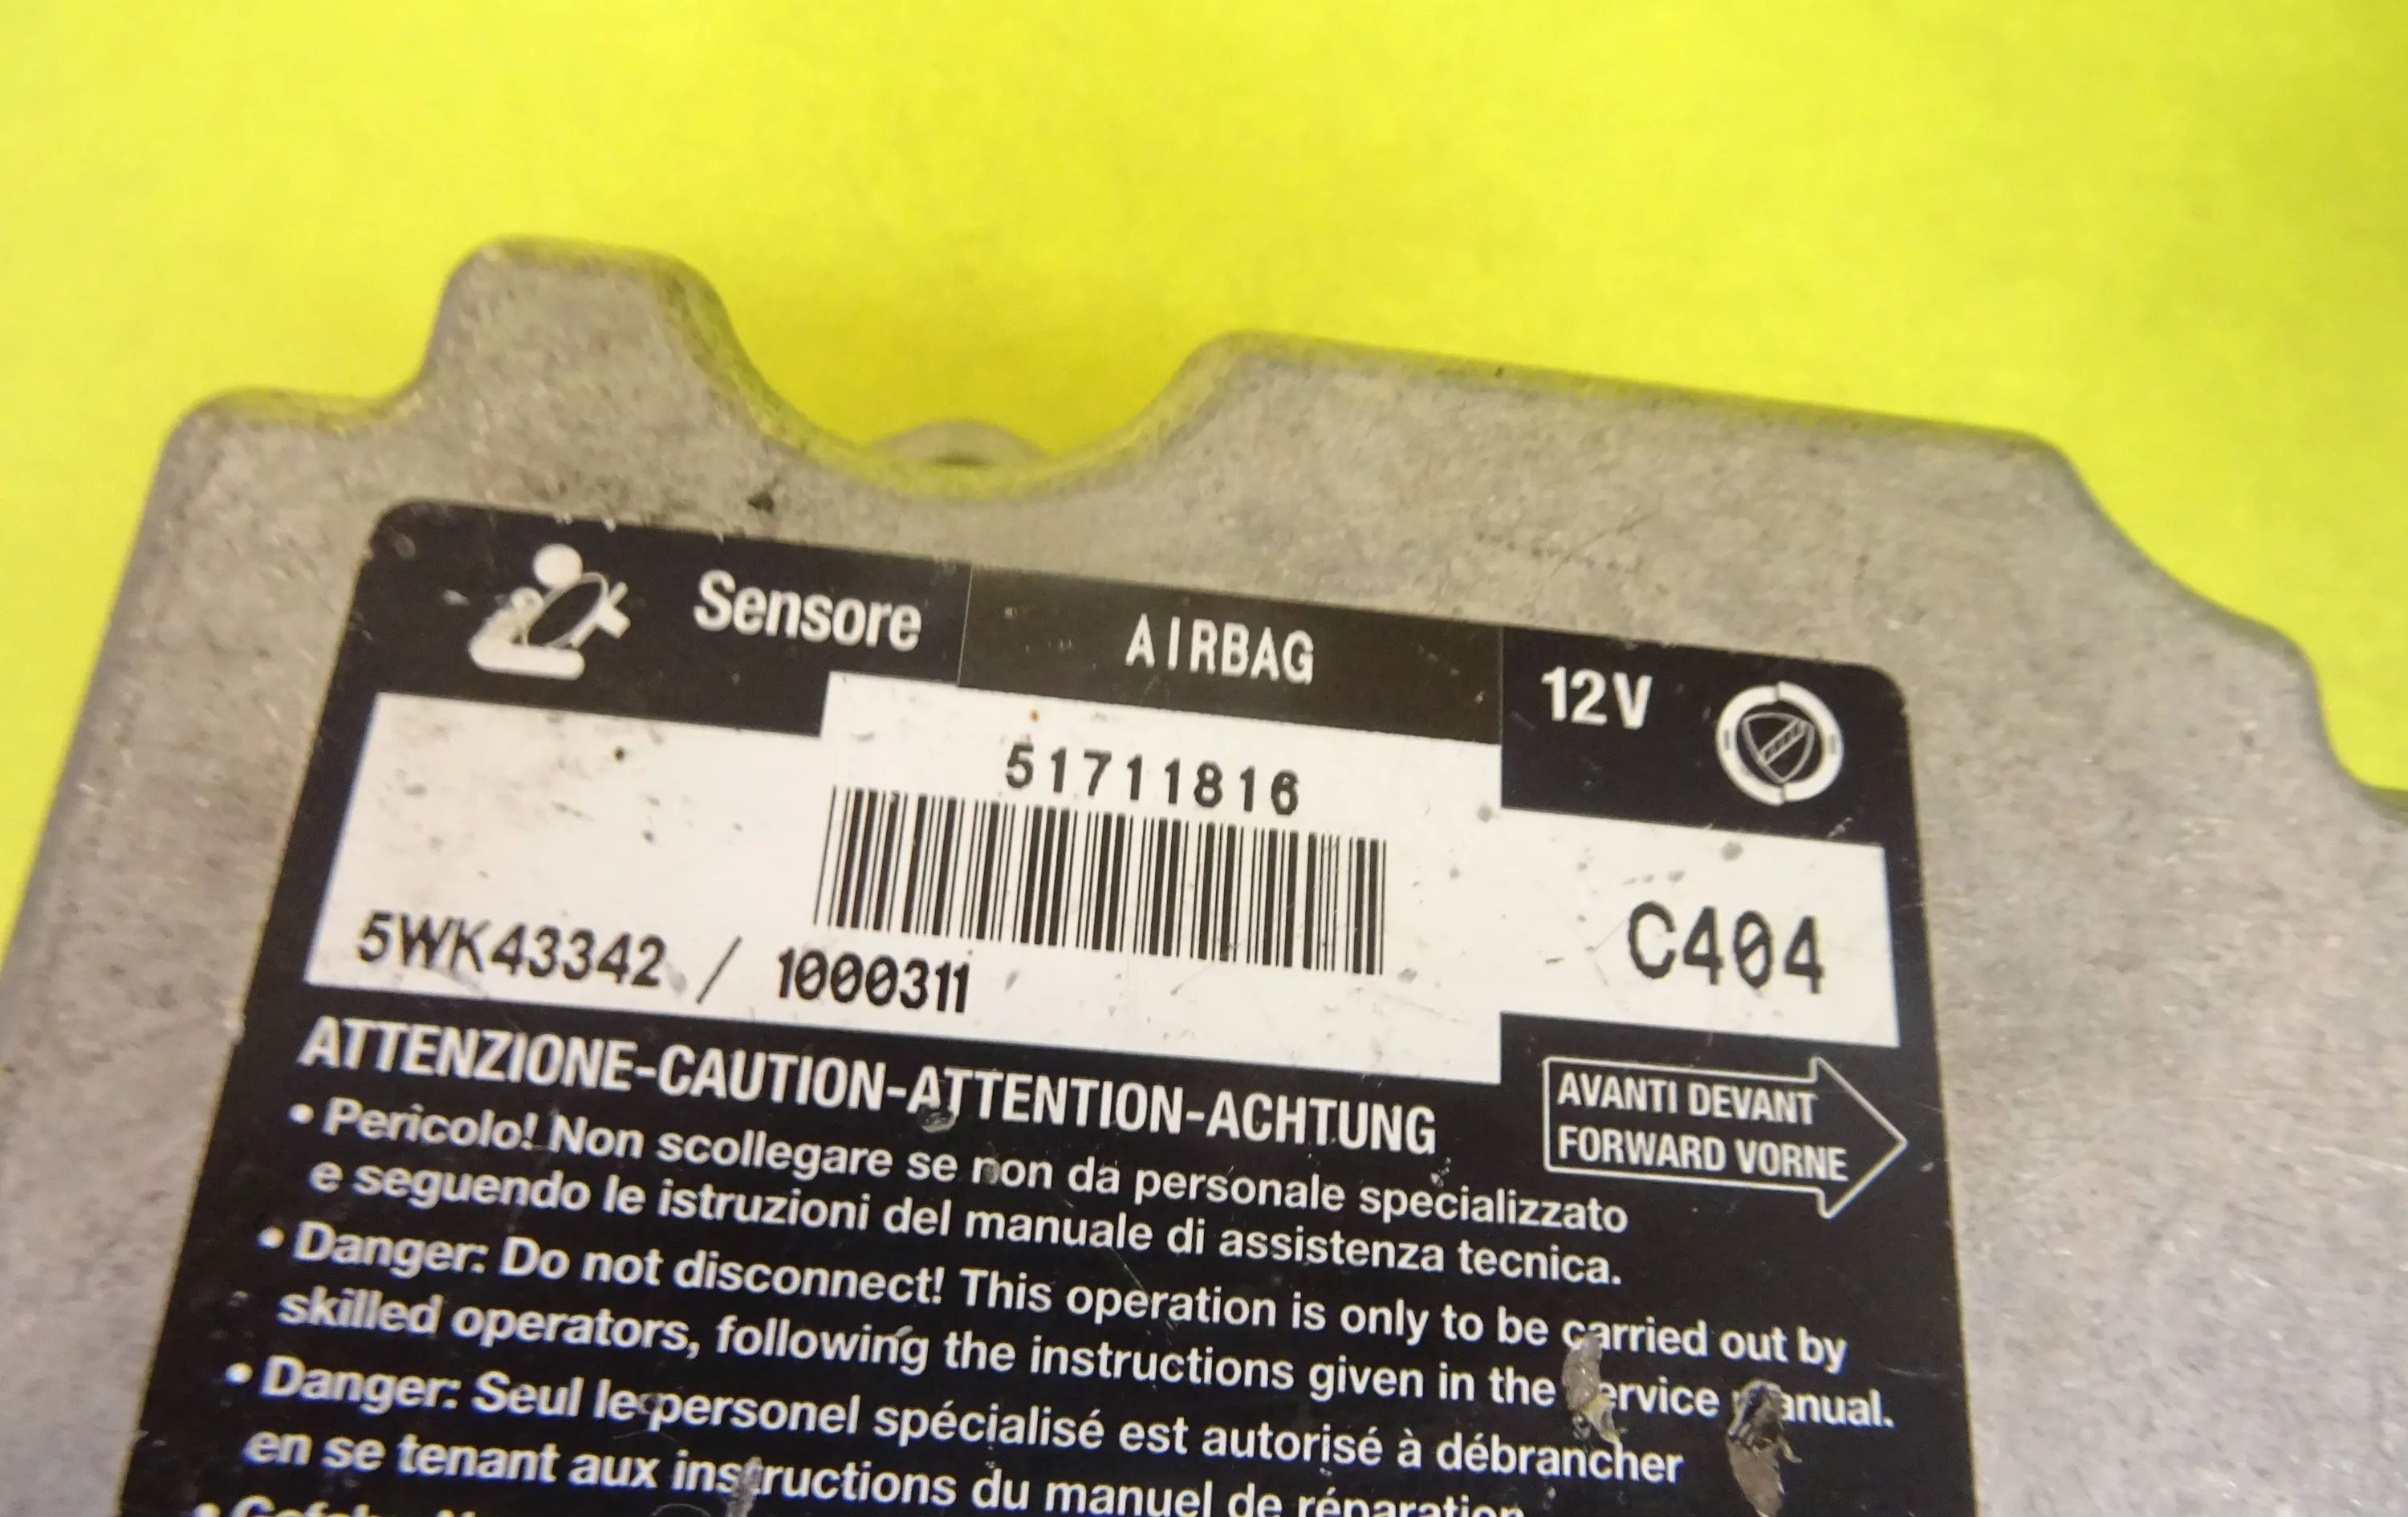 Sensore AIRBAG 12V
51711816
C404
5WK43342 / 1000311
ATTENZIONE-CAUTION-ATTENTION-ACHTUNG
AVANTI DEVANT
FORWARD VORNE
• Pericolo! Non scollegare se non da personale specializzato
e seguendo le istruzioni del manuale di assistenza tecnica.
• Danger: Do not disconnect! This operation is only to be carried out by
skilled operators, following the instructions given in the ervice anual.
• Danger: Seul le personel spécialisé est autorisé à débrancher
en se tenant aux instructions du manuel de réparation